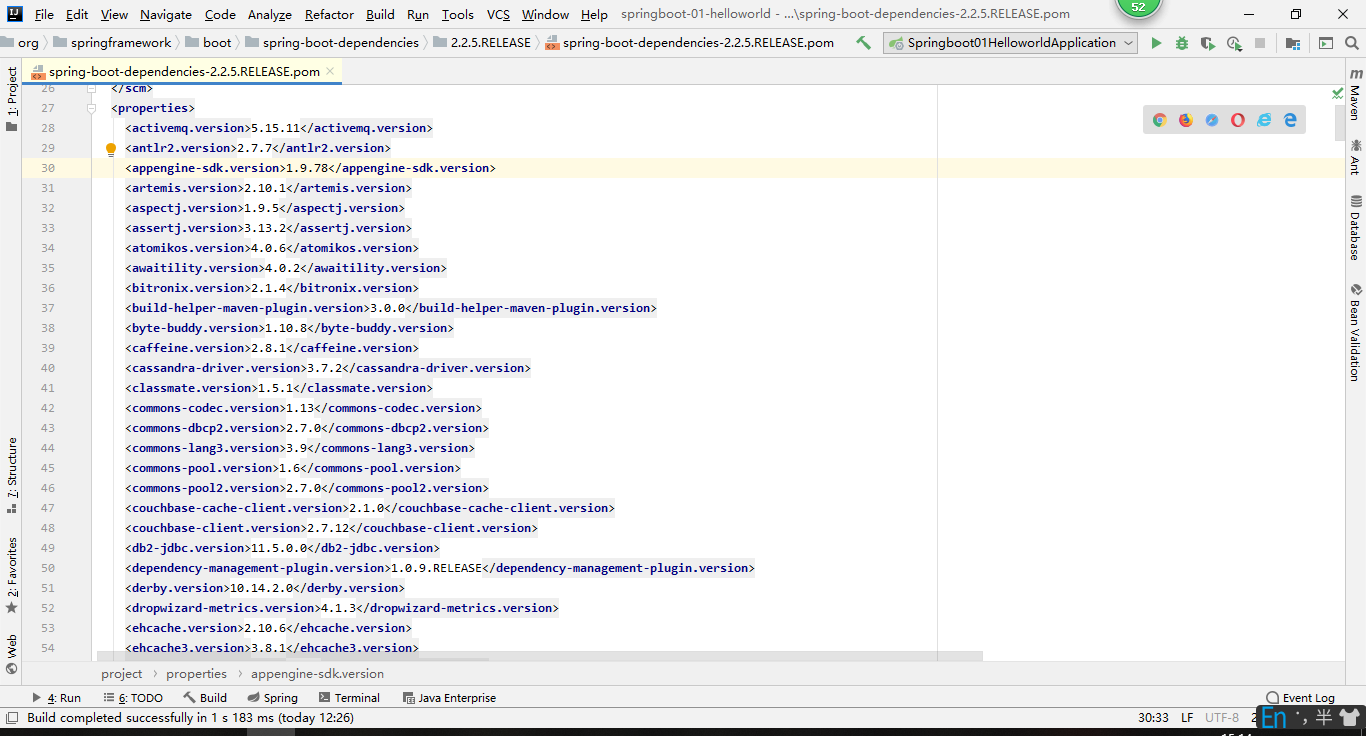 File Edit View Navigate Code Analyze Refactor Build Run Tools VCS Window Help springboot-01-helloworld - ...\spring-boot-dependencies-2.2.5.RELEASE.pom
52
org springframework boot spring-boot-dependencies 2.2.5.RELEASE spring-boot-dependencies-2.2.5.RELEASE.pom Springboot01HelloworldApplication
spring-boot-dependencies-2.2.5.RELEASE.pom
26 </scm>
27 <properties>
28 <activemq.version>5.15.11</activemq.version>
29 <antlr2.version>2.7.7</antlr2.version>
30 <appengine-sdk.version>1.9.78</appengine-sdk.version>
31 <artemis.version>2.10.1</artemis.version>
32 <aspectj.version>1.9.5</aspectj.version>
33 <assertj.version>3.13.2</assertj.version>
34 <atomikos.version>4.0.6</atomikos.version>
35 <awaitility.version>4.0.2</awaitility.version>
36 <bitronix.version>2.1.4</bitronix.version>
37 <build-helper-maven-plugin.version>3.0.0</build-helper-maven-plugin.version>
38 <byte-buddy.version>1.10.8</byte-buddy.version>
39 <caffeine.version>2.8.1</caffeine.version>
40 <cassandra-driver.version>3.7.2</cassandra-driver.version>
41 <classmate.version>1.5.1</classmate.version>
42 <commons-codec.version>1.13</commons-codec.version>
43 <commons-dbcp2.version>2.7.0</commons-dbcp2.version>
44 <commons-lang3.version>3.9</commons-lang3.version>
45 <commons-pool.version>1.6</commons-pool.version>
46 <commons-pool2.version>2.7.0</commons-pool2.version>
47 <couchbase-cache-client.version>2.1.0</couchbase-cache-client.version>
48 <couchbase-client.version>2.7.12</couchbase-client.version>
49 <db2-jdbc.version>11.5.0.0</db2-jdbc.version>
50 <dependency-management-plugin.version>1.0.9.RELEASE</dependency-management-plugin.version>
51 <derby.version>10.14.2.0</derby.version>
52 <dropwizard-metrics.version>4.1.3</dropwizard-metrics.version>
53 <ehcache.version>2.10.6</ehcache.version>
54 <ehcache3.version>3.8.1</ehcache3.version>
1: Project
7: Structure
2: Favorites
Web
Maven
Ant
Database
Bean Validation
project › properties › appengine-sdk.version
4: Run 6: TODO Build Spring Terminal Java Enterprise Event Log
Build completed successfully in 1 s 183 ms (today 12:26) 30:33 LF UTF-8
En 半